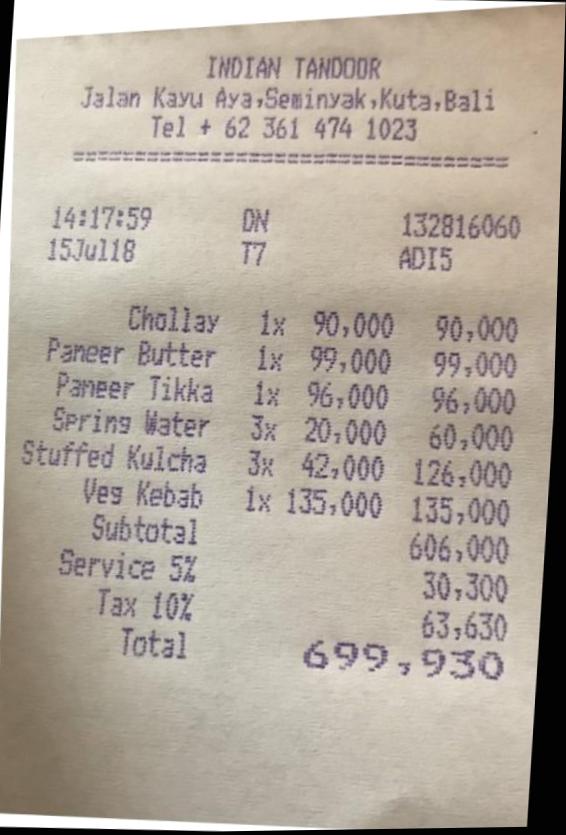 INDIAN TANDOOR
Jalan Kayu Aya,Seminyak,Kuta,Bali
Tel + 62 361 474 1023
==================================
14:17:59 DN 132816060
15Jul18 T7 ADI5
Chollay 1x 90,000 90,000
Paneer Butter 1x 99,000 99,000
Paneer Tikka 1x 96,000 96,000
Spring Water 3x 20,000 60,000
Stuffed Kulcha 3x 42,000 126,000
Veg Kebab 1x 135,000 135,000
Subtotal 606,000
Service 5% 30,300
Tax 10% 63,630
Total 699,930